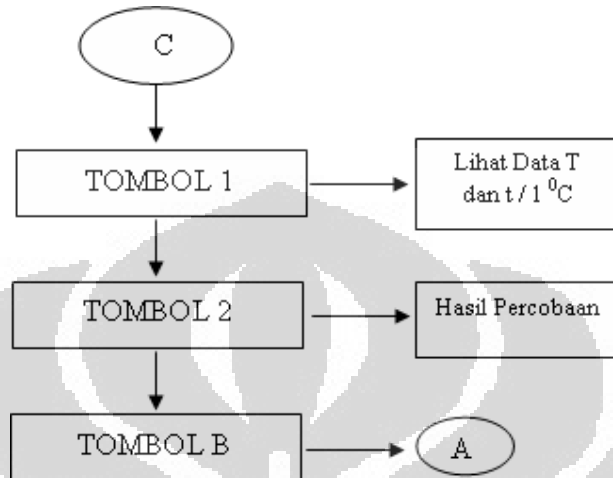 C
TOMBOL 1
Lihat Data T
dan t / 1 ⁰C
TOMBOL 2
Hasil Percobaan
TOMBOL B
A